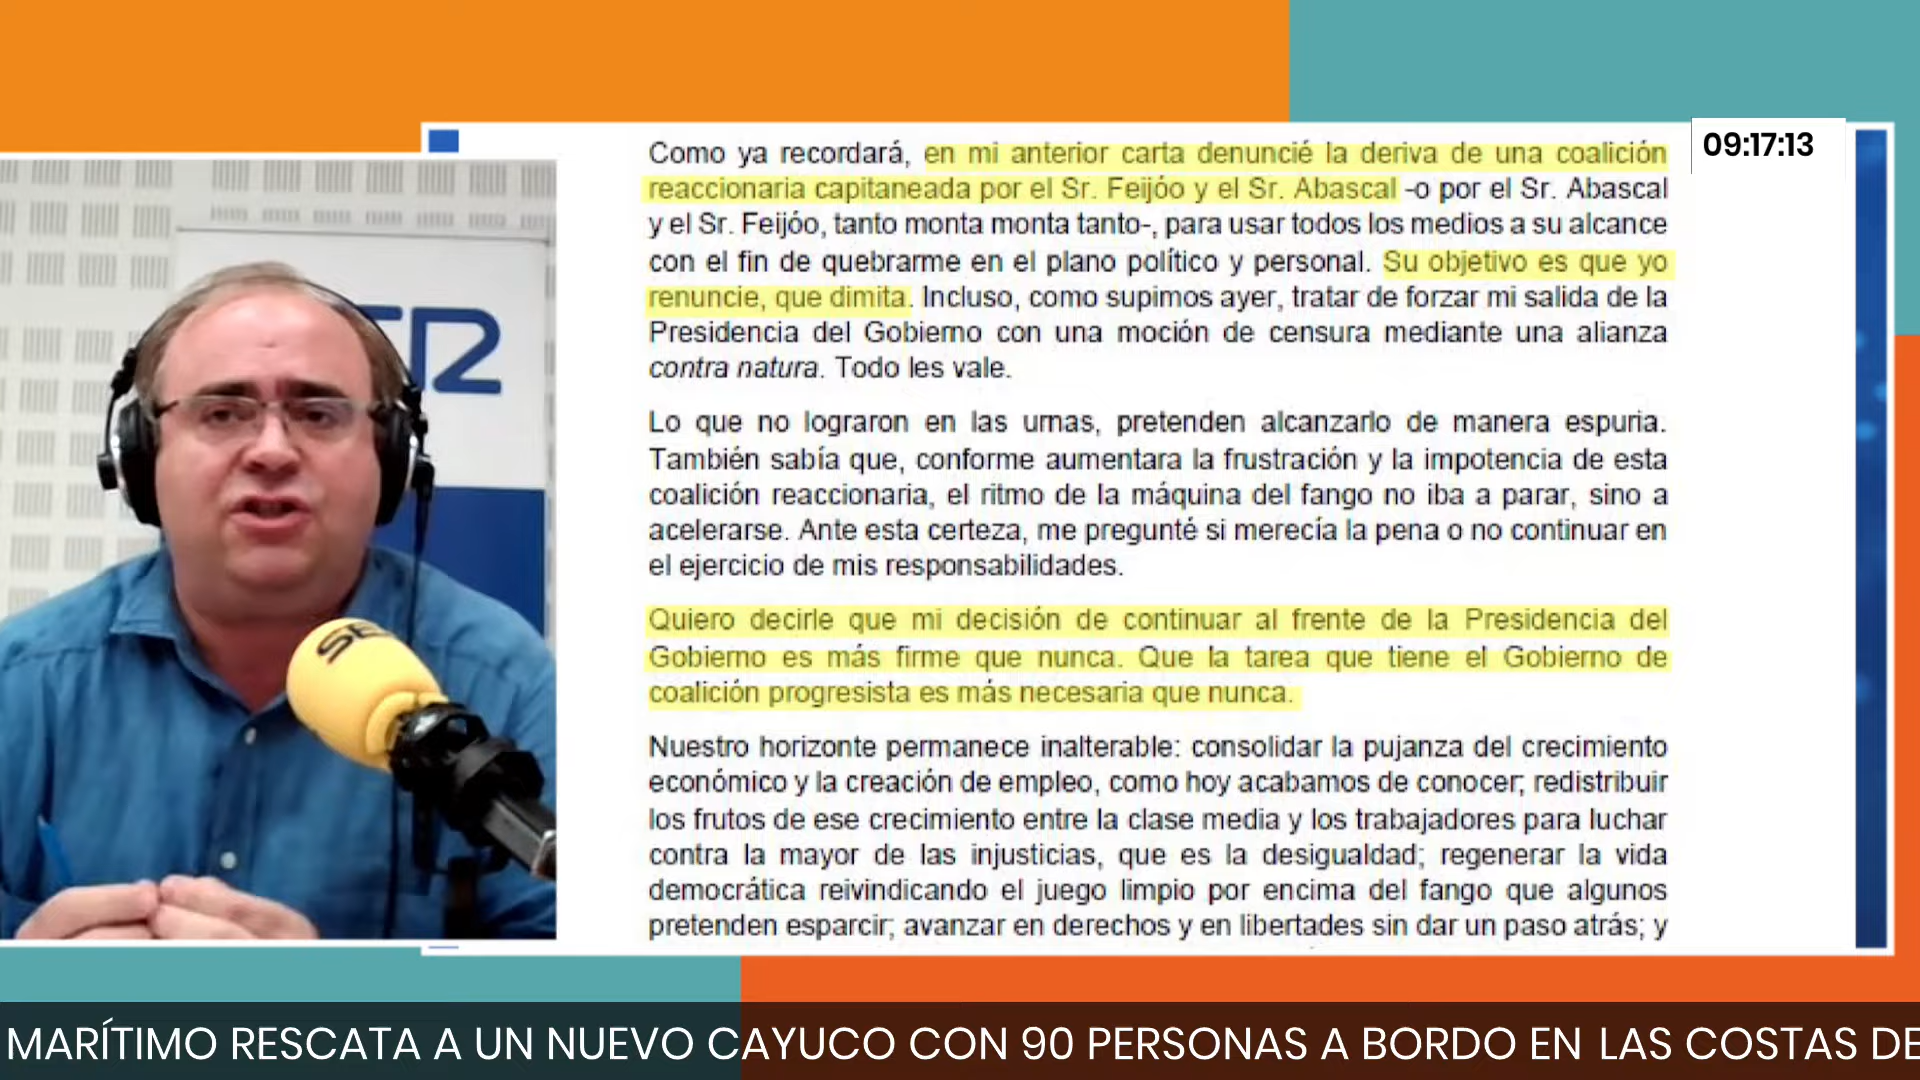 Como ya recordará, en mi anterior carta denuncié la deriva de una coalición
reaccionaria capitaneada por el Sr. Feijóo y el Sr. Abascal -o por el Sr. Abascal
y el Sr. Feijóo, tanto monta monta tanto-, para usar todos los medios a su alcance
con el fin de quebrarme en el plano político y personal. Su objetivo es que yo
renuncie, que dimita. Incluso, como supimos ayer, tratar de forzar mi salida de la
Presidencia del Gobierno con una moción de censura mediante una alianza
contra natura. Todo les vale.
Lo que no lograron en las urnas, pretenden alcanzarlo de manera espuria.
También sabía que, conforme aumentara la frustración y la impotencia de esta
coalición reaccionaria, el ritmo de la máquina del fango no iba a parar, sino a
acelerarse. Ante esta certeza, me pregunté si merecía la pena o no continuar en
el ejercicio de mis responsabilidades.
Quiero decirle que mi decisión de continuar al frente de la Presidencia del
Gobierno es más firme que nunca. Que la tarea que tiene el Gobierno de
coalición progresista es más necesaria que nunca.
Nuestro horizonte permanece inalterable: consolidar la pujanza del crecimiento
económico y la creación de empleo, como hoy acabamos de conocer; redistribuir
los frutos de ese crecimiento entre la clase media y los trabajadores para luchar
contra la mayor de las injusticias, que es la desigualdad; regenerar la vida
democrática reivindicando el juego limpio por encima del fango que algunos
pretenden esparcir; avanzar en derechos y en libertades sin dar un paso atrás; y
09:17:13
MARÍTIMO RESCATA A UN NUEVO CAYUCO CON 90 PERSONAS A BORDO EN LAS COSTAS DE